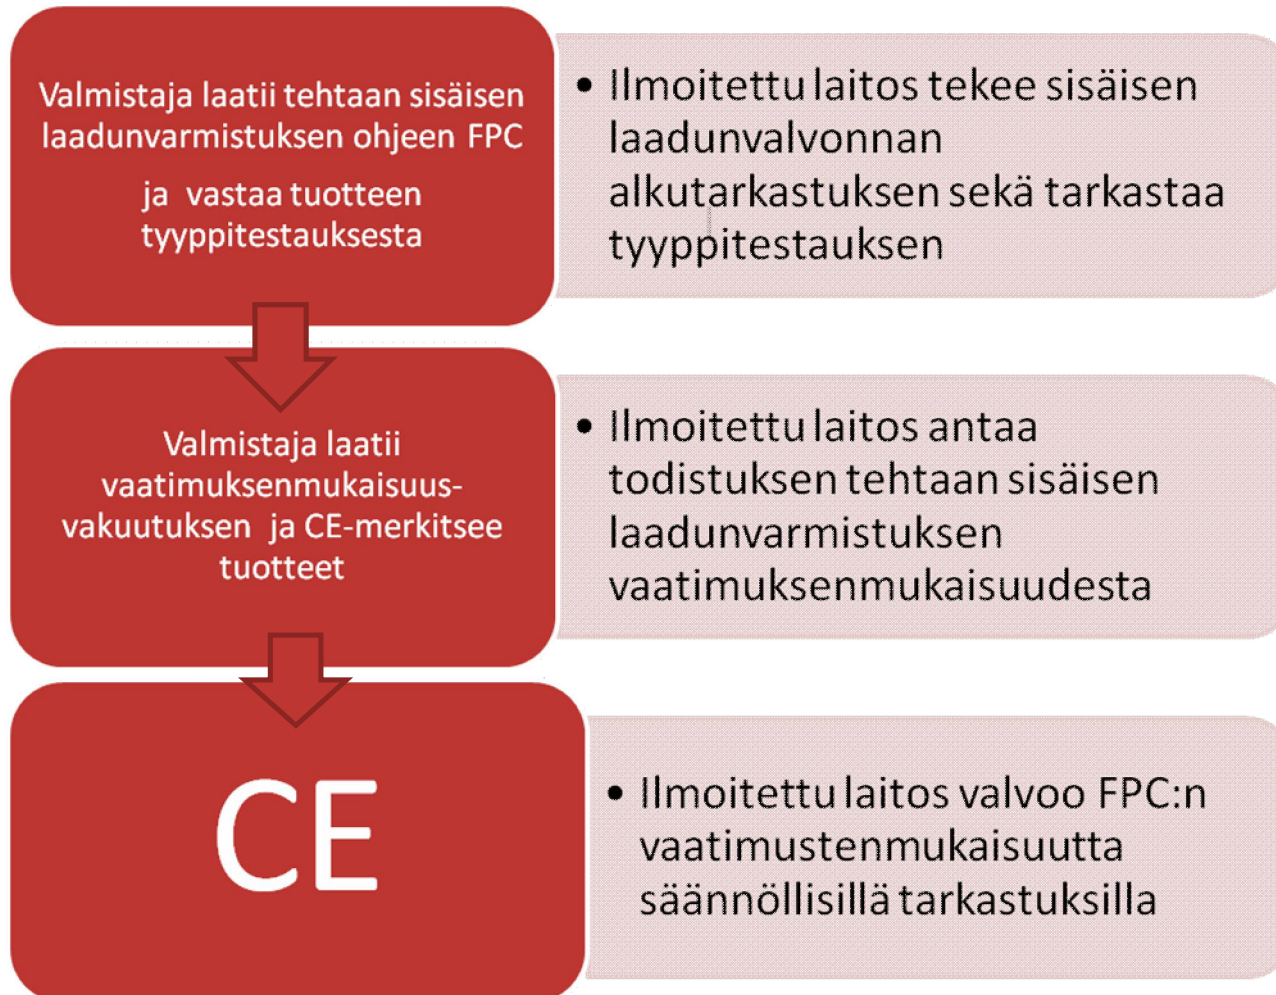 Valmistaja laatii tehtaan sisäisen
laadunvarmistuksen ohjeen FPC
ja vastaa tuotteen
tyyppitestauksesta
• Ilmoitettu laitos tekee sisäisen
laadunvalvonnan
alkutarkastuksen sekä tarkastaa
tyyppitestauksen
Valmistaja laatii
vaatimuksenmukaisuus-
vakuutuksen ja CE-merkitsee
tuotteet
• Ilmoitettu laitos antaa
todistuksen tehtaan sisäisen
laadunvarmistuksen
vaatimuksenmukaisuudesta
CE
• Ilmoitettu laitos valvoo FPC:n
vaatimustenmukaisuutta
säännöllisillä tarkastuksilla